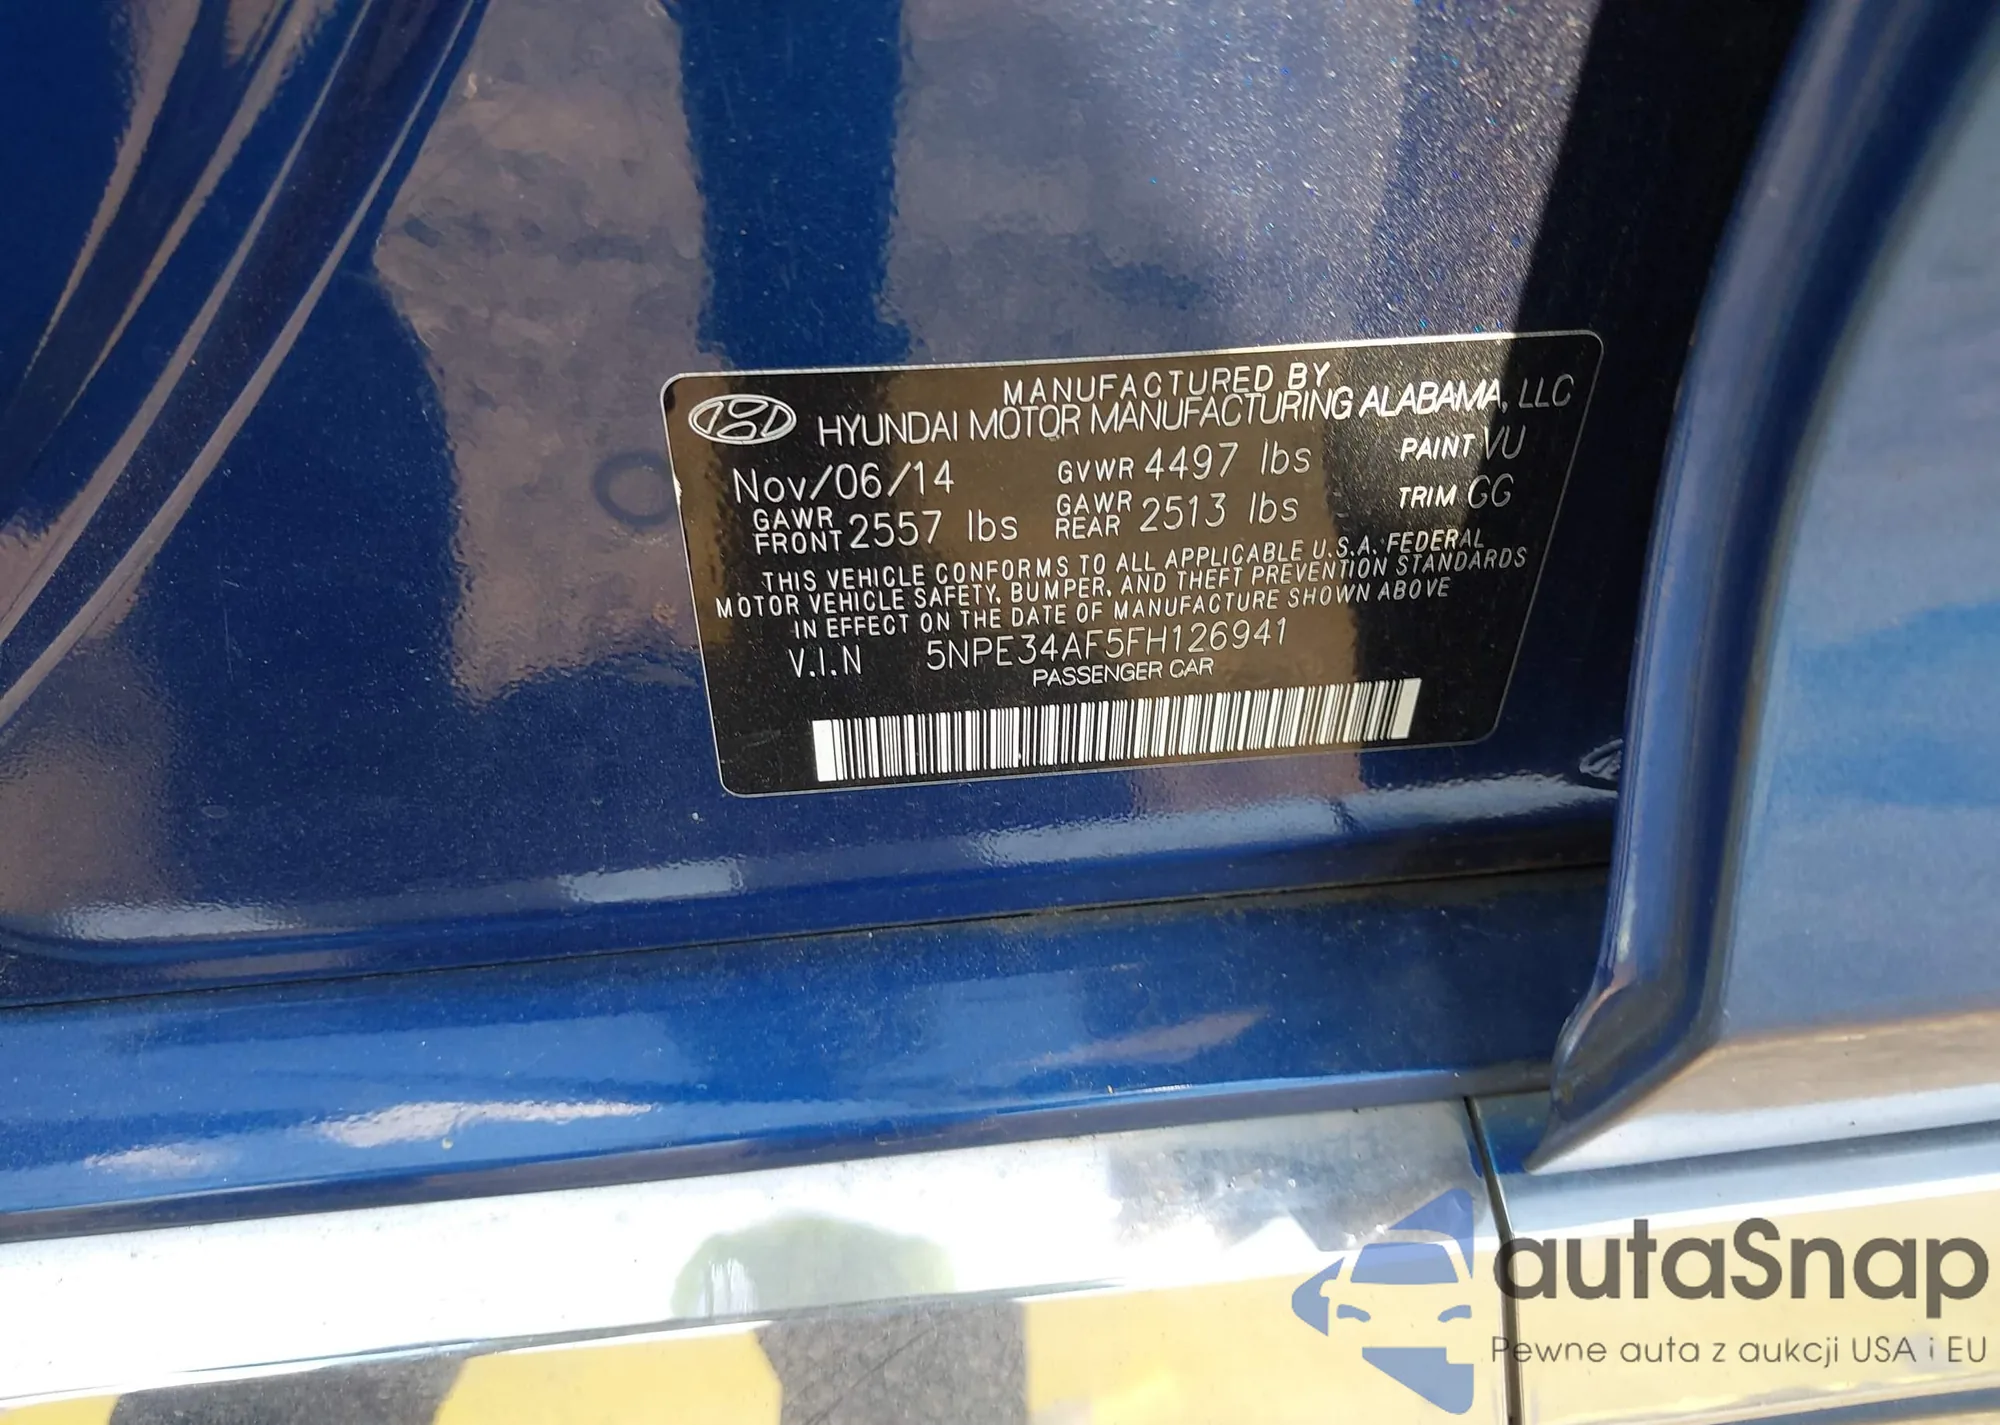 MANUFACTURED BY
HYUNDAI MOTOR MANUFACTURING ALABAMA, LLC
Nov/06/14 GVWR 4497 lbs PAINT VU
GAWR FRONT 2557 lbs GAWR REAR 2513 lbs TRIM GG
THIS VEHICLE CONFORMS TO ALL APPLICABLE U.S.A. FEDERAL
MOTOR VEHICLE SAFETY, BUMPER, AND THEFT PREVENTION STANDARDS
IN EFFECT ON THE DATE OF MANUFACTURE SHOWN ABOVE
V.I.N 5NPE34AF5FH126941
PASSENGER CAR
autaSnap
Pewne auta z aukcji USA i EU